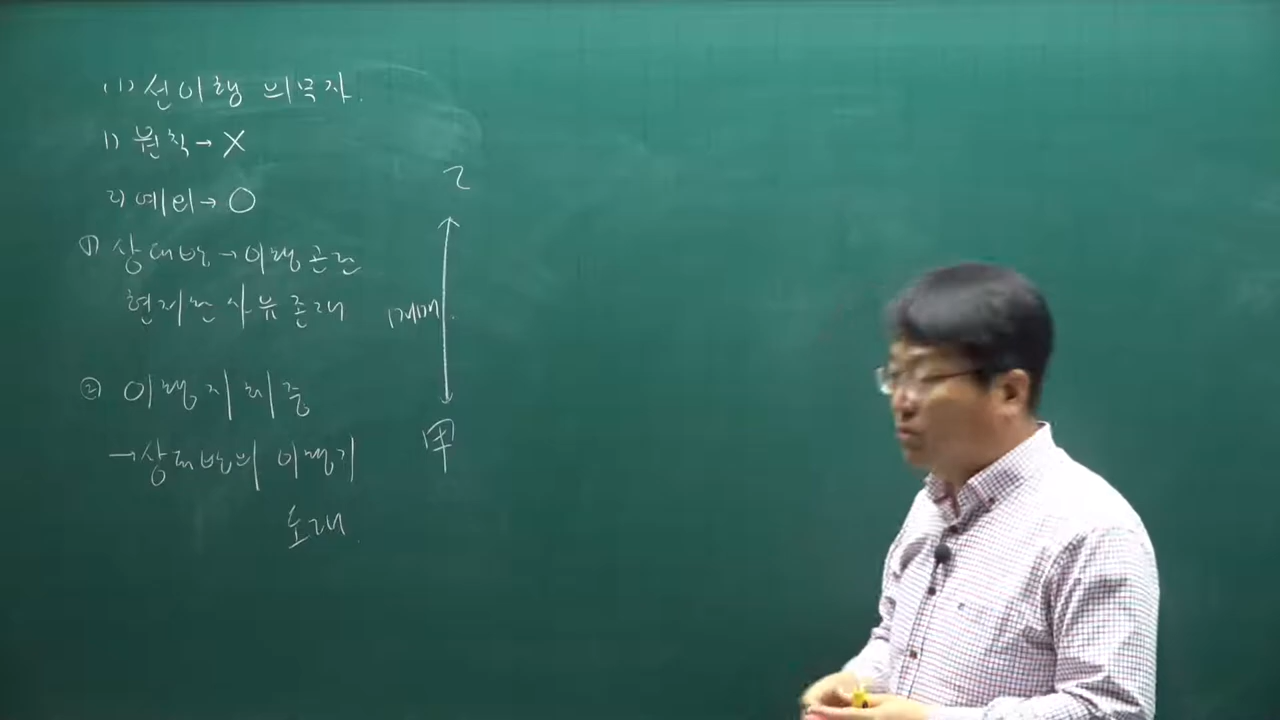 (1) 선이행 의무자.
1) 원칙→X
2) 예외→O
① 상대방→이행곤란
현저한 사유 존재
② 이행지체중
→상대방의 이행기
도래.
乙
매매.
甲